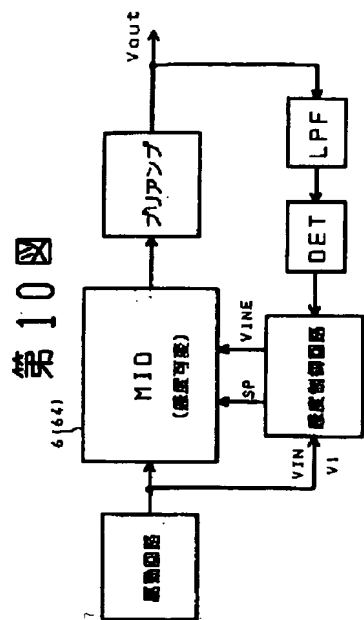 第10図
6(64)
MID
(感度可変)
プリアンプ
Vout
7
駆動回路
VIN
V1
SP
VINE
感度制御回路
DET
LPF